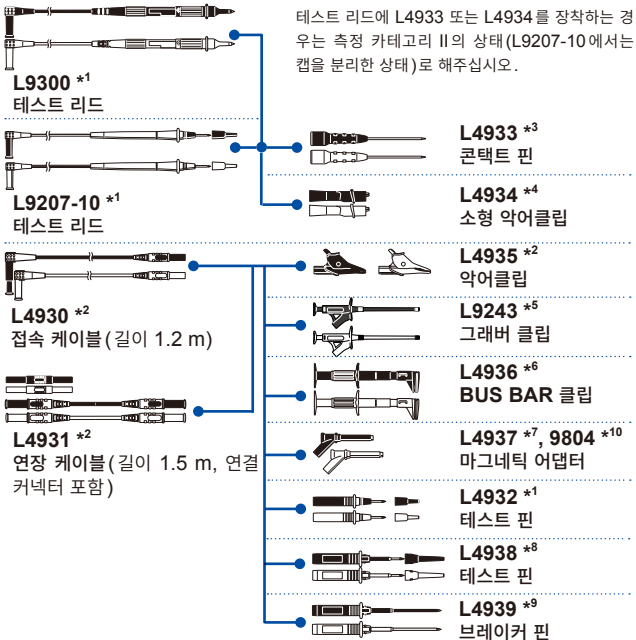 테스트 리드에 L4933 또는 L4934를 장착하는 경
우는 측정 카테고리 II의 상태(L9207-10에서는
캡을 분리한 상태)로 해주십시오.
L9300 *1
테스트 리드
L9207-10 *1
테스트 리드
L4933 *3
콘택트 핀
L4934 *4
소형 악어클립
L4930 *2
접속 케이블(길이 1.2 m)
L4931 *2
연장 케이블(길이 1.5 m, 연결
커넥터 포함)
L4935 *2
악어클립
L9243 *5
그래버 클립
L4936 *6
BUS BAR 클립
L4937 *7, 9804 *10
마그네틱 어댑터
L4932 *1
테스트 핀
L4938 *8
테스트 핀
L4939 *9
브레이커 핀